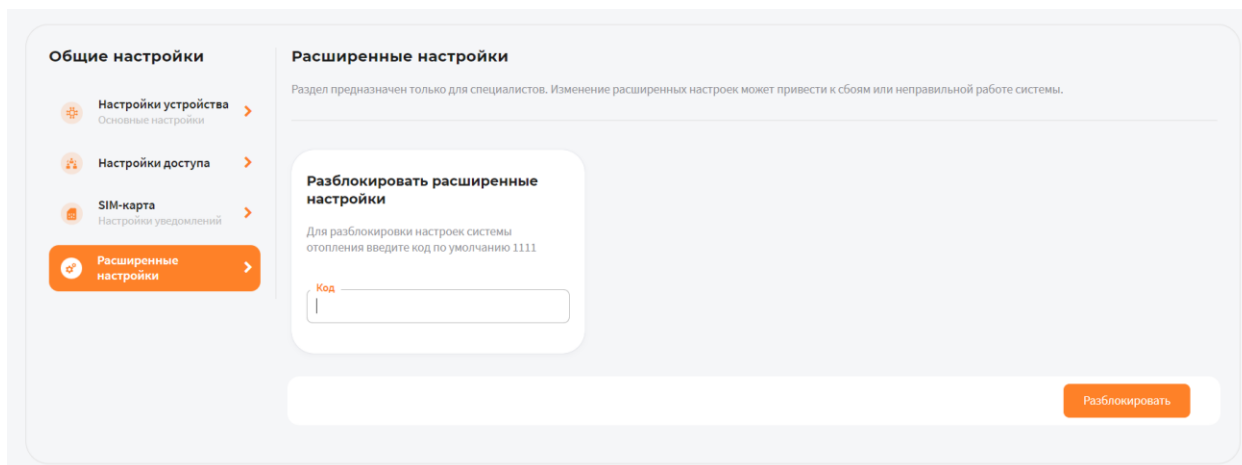 Общие настройки
Настройки устройства
Основные настройки
Настройки доступа
SIM-карта
Настройки уведомлений
Расширенные
настройки
Расширенные настройки
Раздел предназначен только для специалистов. Изменение расширенных настроек может привести к сбоям или неправильной работе системы.
Разблокировать расширенные
настройки
Для разблокировки настроек системы
отопления введите код по умолчанию 1111
Код
Разблокировать